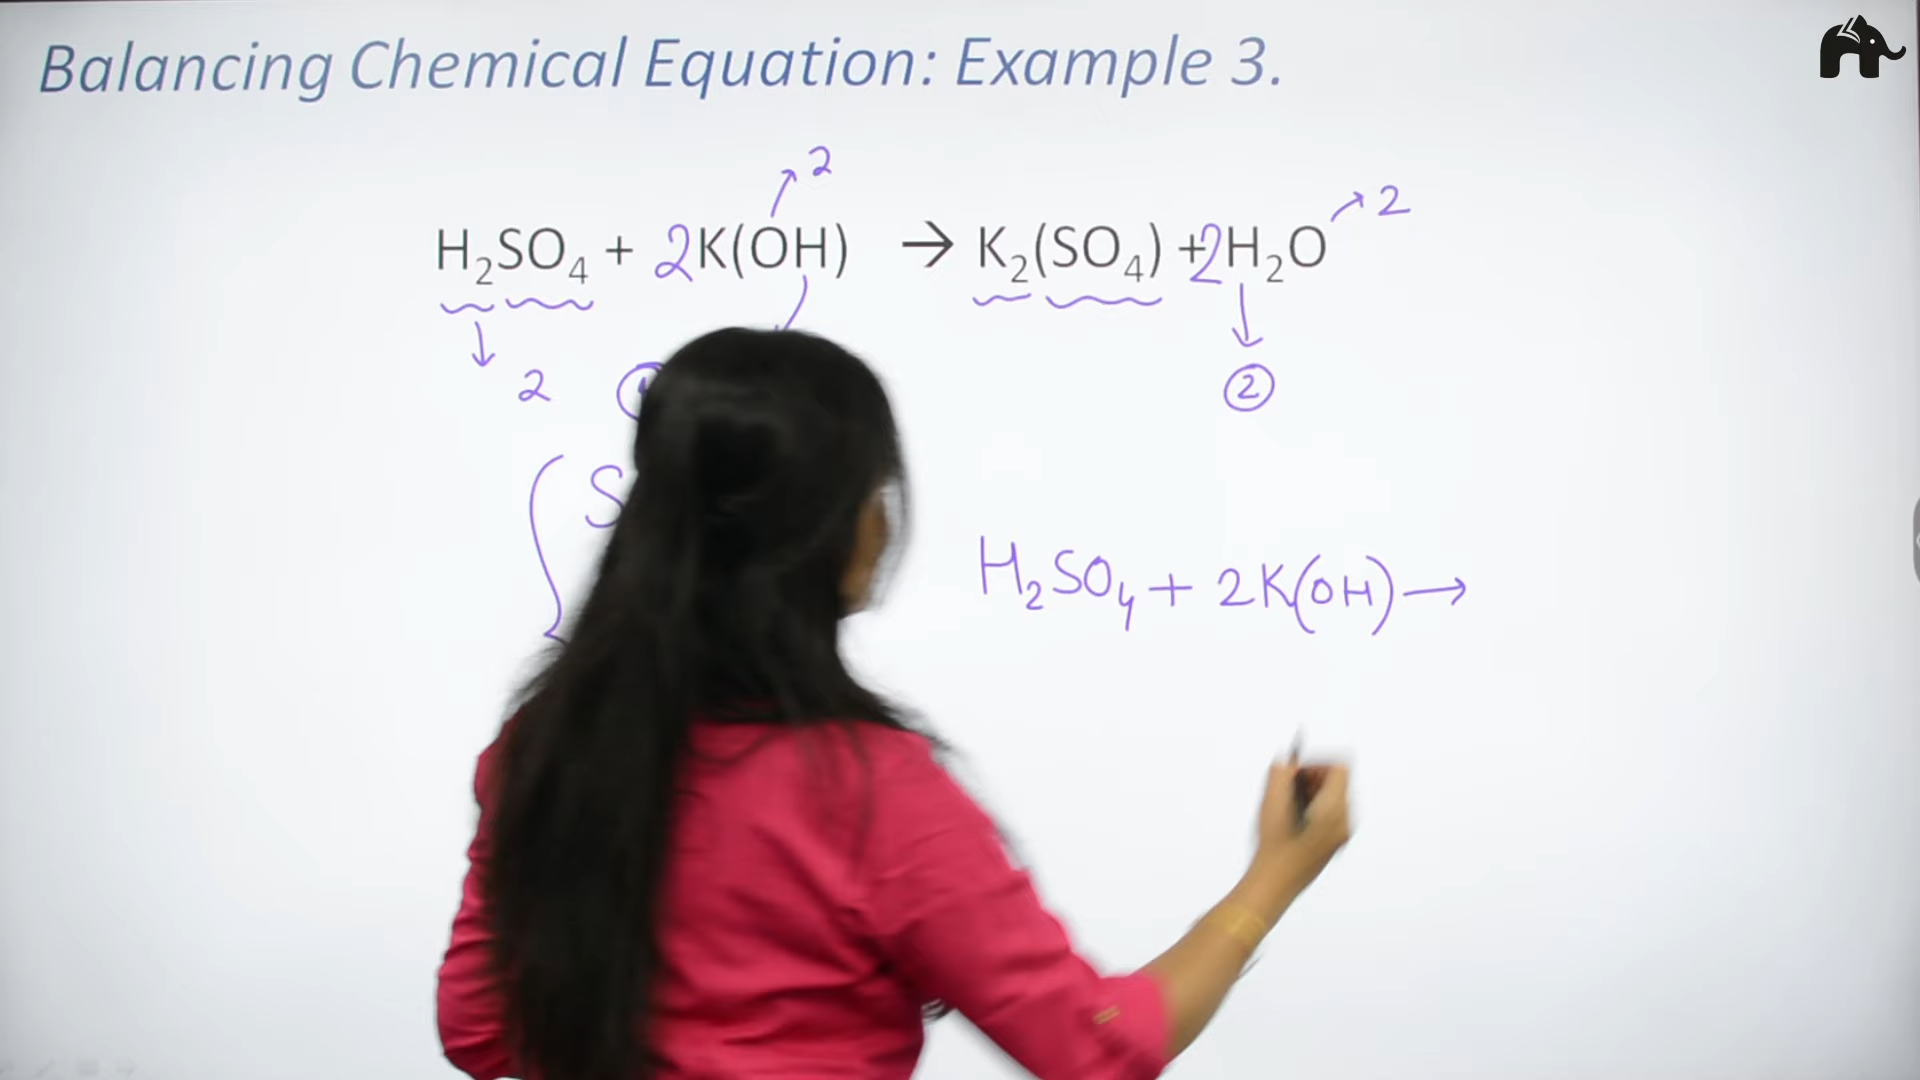 Balancing Chemical Equation: Example 3.
2
2
H₂SO₄ + 2K(OH) → K₂(SO₄) +2H₂O
2
2
S
H₂SO₄ + 2K(OH) →